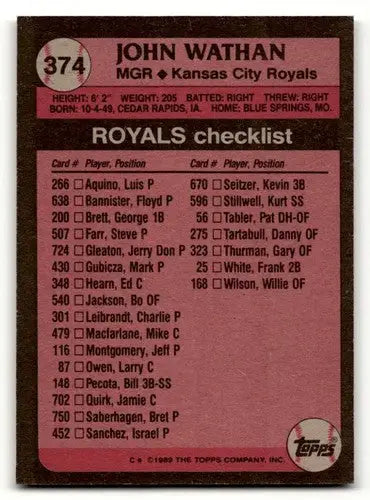 374
JOHN WATHAN
MGR ◆ Kansas City Royals
HEIGHT: 6' 2" WEIGHT: 205 BATTED: RIGHT THREW: RIGHT
BORN: 10-4-49, CEDAR RAPIDS, IA. HOME: BLUE SPRINGS, MO.
ROYALS checklist
Card # Player, Position
266 ☐ Aquino, Luis P
638 ☐ Bannister, Floyd P
200 ☐ Brett, George 1B
507 ☐ Farr, Steve P
724 ☐ Gleaton, Jerry Don P
430 ☐ Gubicza, Mark P
348 ☐ Hearn, Ed C
540 ☐ Jackson, Bo OF
301 ☐ Leibrandt, Charlie P
479 ☐ Macfarlane, Mike C
116 ☐ Montgomery, Jeff P
87 ☐ Owen, Larry C
148 ☐ Pecota, Bill 3B-SS
702 ☐ Quirk, Jamie C
750 ☐ Saberhagen, Bret P
452 ☐ Sanchez, Israel P
Card # Player, Position
670 ☐ Seitzer, Kevin 3B
596 ☐ Stillwell, Kurt SS
56 ☐ Tabler, Pat DH-OF
275 ☐ Tartabull, Danny OF
323 ☐ Thurman, Gary OF
25 ☐ White, Frank 2B
168 ☐ Wilson, Willie OF
Topps
C* ©1989 THE TOPPS COMPANY, INC.